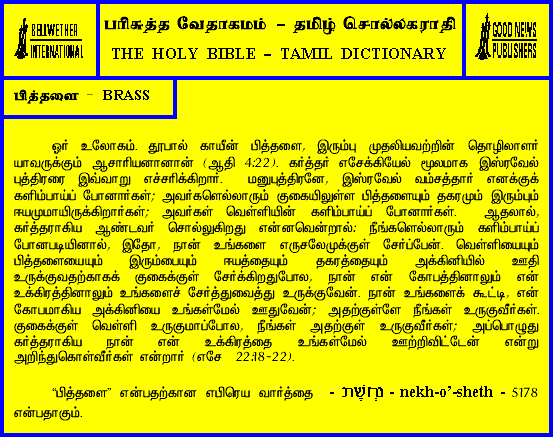 BELLWETHER
INTERNATIONAL
பரிசுத்த வேதாகமம் – தமிழ் சொல்லகராதி
THE HOLY BIBLE – TAMIL DICTIONARY
GOOD NEWS
PUBLISHERS
பித்தளை – BRASS
ஓர் உலோகம். தூபால் காயீன் பித்தளை, இரும்பு முதலியவற்றின் தொழிலாளர்
யாவருக்கும் ஆசாரியனானான் (ஆதி 4:22). கர்த்தர் எசேக்கியேல் மூலமாக இஸ்ரவேல்
புத்திரரை இவ்வாறு எச்சரிக்கிறார். மனுபுத்திரனே, இஸ்ரவேல் வம்சத்தார் எனக்குக்
களிம்பாய்ப் போனார்கள்; அவர்களெல்லாரும் குகையிலுள்ள பித்தளையும் தகரமும் இரும்பும்
ஈயமுமாயிருக்கிறார்கள்; அவர்கள் வெள்ளியின் களிம்பாய்ப் போனார்கள். ஆதலால்,
கர்த்தராகிய ஆண்டவர் சொல்லுகிறது என்னவென்றால்: நீங்களெல்லாரும் களிம்பாய்ப்
போனபடியினால், இதோ, நான் உங்களை எருசலேமுக்குள் சேர்ப்பேன். வெள்ளியையும்
பித்தளையையும் இரும்பையும் ஈயத்தையும் தகரத்தையும் அக்கினியில் ஊதி
உருக்குவதற்காகக் குகைக்குள் சேர்க்கிறதுபோல, நான் என் கோபத்தினாலும் என்
உக்கிரத்தினாலும் உங்களைச் சேர்த்துவைத்து உருக்குவேன். நான் உங்களைக் கூட்டி, என்
கோபமாகிய அக்கினியை உங்கள்மேல் ஊதுவேன்; அதற்குள்ளே நீங்கள் உருகுவீர்கள்.
குகைக்குள் வெள்ளி உருகுமாப்போல, நீங்கள் அதற்குள் உருகுவீர்கள்; அப்பொழுது
கர்த்தராகிய நான் என் உக்கிரத்தை உங்கள்மேல் ஊற்றிவிட்டேன் என்று
அறிந்துகொள்வீர்கள் என்றார் (எசே 22:18-22).
"பித்தளை" என்பதற்கான எபிரெய வார்த்தை - - nekh-o'-sheth - 5178
என்பதாகும்.